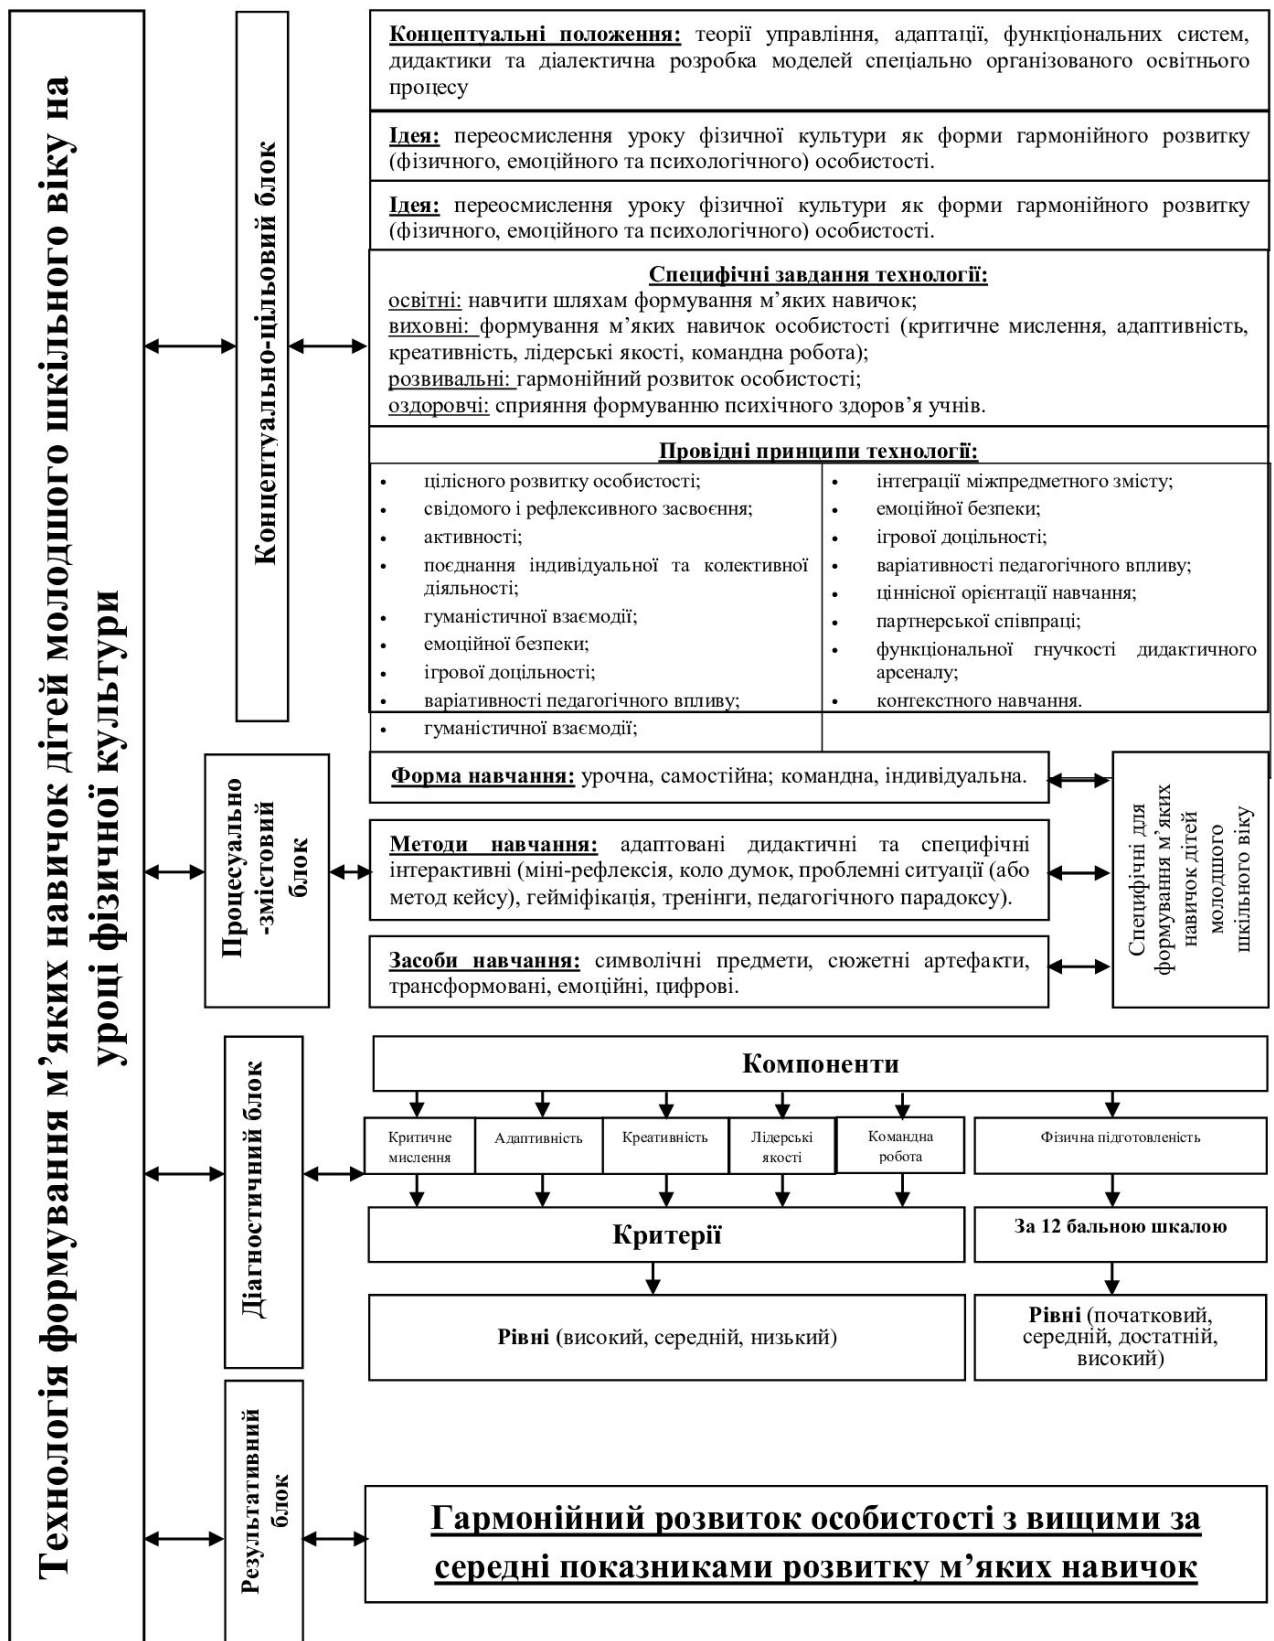 Технологія формування м’яких навичок дітей молодшого шкільного віку на
уроці фізичної культури
Концептуально-цільовий блок
Концептуальні положення: теорії управління, адаптації, функціональних систем,
дидактики та діалектична розробка моделей спеціально організованого освітнього
процесу
Ідея: переосмислення уроку фізичної культури як форми гармонійного розвитку
(фізичного, емоційного та психологічного) особистості.
Ідея: переосмислення уроку фізичної культури як форми гармонійного розвитку
(фізичного, емоційного та психологічного) особистості.
Специфічні завдання технології:
освітні: навчити шляхам формування м’яких навичок;
виховні: формування м’яких навичок особистості (критичне мислення, адаптивність,
креативність, лідерські якості, командна робота);
розвивальні: гармонійний розвиток особистості;
оздоровчі: сприяння формуванню психічного здоров’я учнів.
Провідні принципи технології:
• цілісного розвитку особистості;
• свідомого і рефлексивного засвоєння;
• активності;
• поєднання індивідуальної та колективної
діяльності;
• гуманістичної взаємодії;
• емоційної безпеки;
• ігрової доцільності;
• варіативності педагогічного впливу;
• гуманістичної взаємодії;
• інтеграції міжпредметного змісту;
• емоційної безпеки;
• ігрової доцільності;
• варіативності педагогічного впливу;
• ціннісної орієнтації навчання;
• партнерської співпраці;
• функціональної гнучкості дидактичного
арсеналу;
• контекстного навчання.
Процесуально
-змістовий
блок
Форма навчання: урочна, самостійна; командна, індивідуальна.
Методи навчання: адаптовані дидактичні та специфічні
інтерактивні (міні-рефлексія, коло думок, проблемні ситуації (або
метод кейсу), гейміфікація, тренінги, педагогічного парадоксу).
Засоби навчання: символічні предмети, сюжетні артефакти,
трансформовані, емоційні, цифрові.
Специфічні для
формування м’яких
навичок дітей
молодшого
шкільного віку
Діагностичний блок
Компоненти
Критичне
мислення
Адаптивність
Креативність
Лідерські
якості
Командна
робота
Фізична підготовленість
Критерії
За 12 бальною шкалою
Рівні (високий, середній, низький)
Рівні (початковий,
середній, достатній,
високий)
Результативний
блок
Гармонійний розвиток особистості з вищими за
середні показниками розвитку м’яких навичок